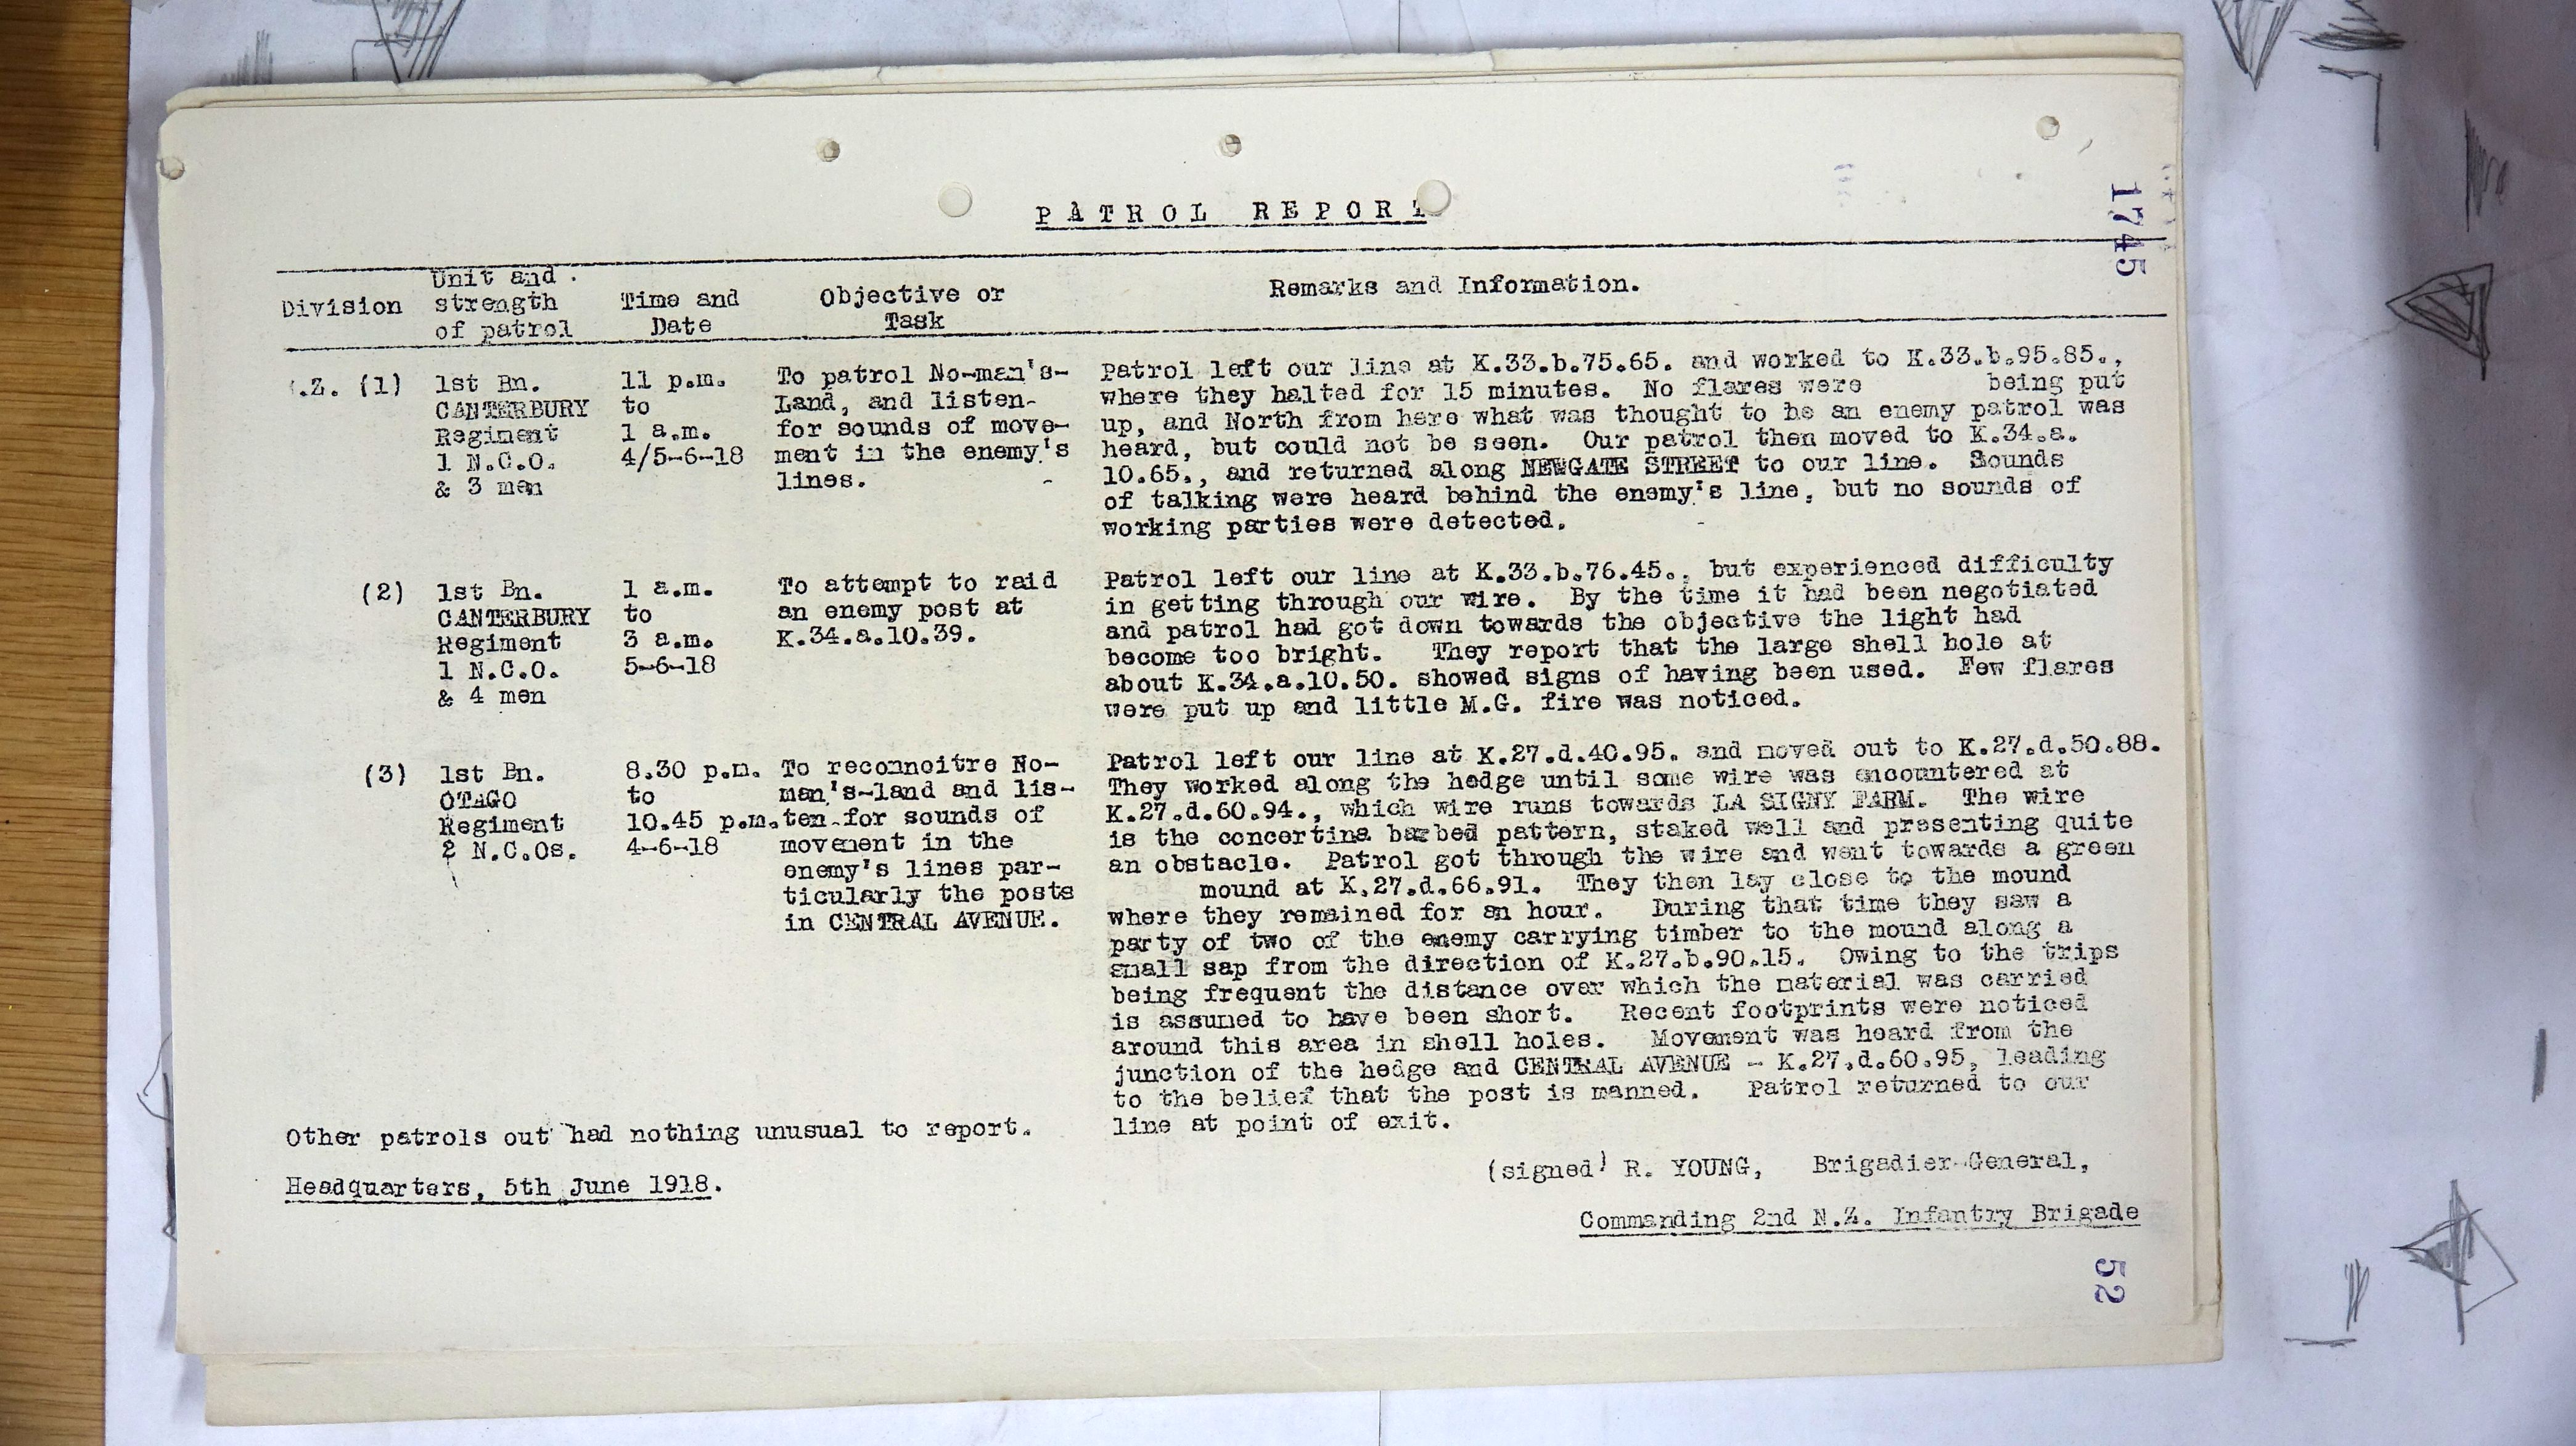 PATROL REPORT
1745
Division
Unit and
strength
of patrol
Time and
Date
Objective or
Task
Remarks and Information.
.Z. (1)
1st Bn.
CANTERBURY
Regiment
1 N.C.O.
& 3 men
11 p.m.
to
1 a.m.
4/5-6-18
To patrol No-man's-
Land, and listen-
for sounds of move-
ment in the enemy's
lines.
Patrol left our line at K.33.b.75.65. and worked to K.33.b.95.85.,
where they halted for 15 minutes. No flares were being put
up, and North from here what was thought to be an enemy patrol was
heard, but could not be seen. Our patrol then moved to K.34.a.
10.65., and returned along NEWGATE STREET to our line. Sounds
of talking were heard behind the enemy's line, but no sounds of
working parties were detected.
(2)
1st Bn.
CANTERBURY
Regiment
1 N.C.O.
& 4 men
1 a.m.
to
3 a.m.
5-6-18
To attempt to raid
an enemy post at
K.34.a.10.39.
Patrol left our line at K.33.b.76.45., but experienced difficulty
in getting through our wire. By the time it had been negotiated
and patrol had got down towards the objective the light had
become too bright. They report that the large shell hole at
about K.34.a.10.50. showed signs of having been used. Few flares
were put up and little M.G. fire was noticed.
(3)
1st Bn.
OTAGO
Regiment
2 N.C.Os.
8.30 p.m.
to
10.45 p.m.
4-6-18
To reconnoitre No-
man's-land and lis-
ten for sounds of
movement in the
enemy's lines par-
ticularly the posts
in CENTRAL AVENUE.
Patrol left our line at K.27.d.40.95. and moved out to K.27.d.50.88.
They worked along the hedge until some wire was encountered at
K.27.d.60.94., which wire runs towards LA SIGNY FARM. The wire
is the concertina barbed pattern, staked well and presenting quite
an obstacle. Patrol got through the wire and went towards a green
mound at K.27.d.66.91. They then lay close to the mound
where they remained for an hour. During that time they saw a
party of two of the enemy carrying timber to the mound along a
small sap from the direction of K.27.b.90.15. Owing to the trips
being frequent the distance over which the material was carried
is assumed to have been short. Recent footprints were noticed
around this area in shell holes. Movement was heard from the
junction of the hedge and CENTRAL AVENUE - K.27.d.60.95, leading
to the belief that the post is manned. Patrol returned to our
line at point of exit.
Other patrols out had nothing unusual to report.
Headquarters, 5th June 1918.
(signed) R. YOUNG, Brigadier-General,
Commanding 2nd N.Z. Infantry Brigade
52